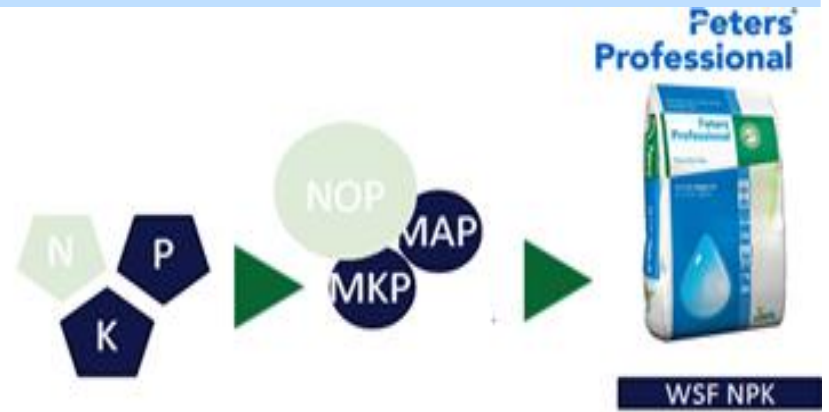 Peters
Professional
N
P
K
NOP
MAP
MKP
Peters
Professional
WSF NPK